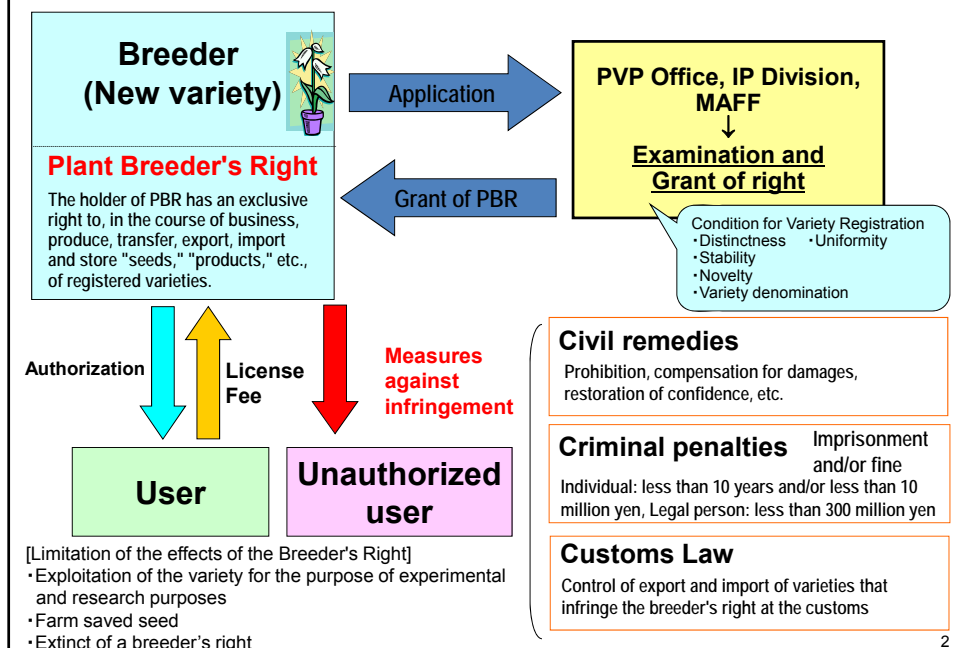 Breeder
(New variety)
Plant Breeder's Right
The holder of PBR has an exclusive
right to, in the course of business,
produce, transfer, export, import
and store "seeds," "products," etc.,
of registered varieties.
Application
Grant of PBR
PVP Office, IP Division,
MAFF
↓
Examination and
Grant of right
Condition for Variety Registration
・Distinctness ・Uniformity
・Stability
・Novelty
・Variety denomination
Authorization
License
Fee
Measures
against
infringement
User
Unauthorized
user
[Limitation of the effects of the Breeder's Right]
・Exploitation of the variety for the purpose of experimental
and research purposes
・Farm saved seed
・Extinct of a breeder's right
Civil remedies
Prohibition, compensation for damages,
restoration of confidence, etc.
Criminal penalties Imprisonment
and/or fine
Individual: less than 10 years and/or less than 10
million yen, Legal person: less than 300 million yen
Customs Law
Control of export and import of varieties that
infringe the breeder's right at the customs
2